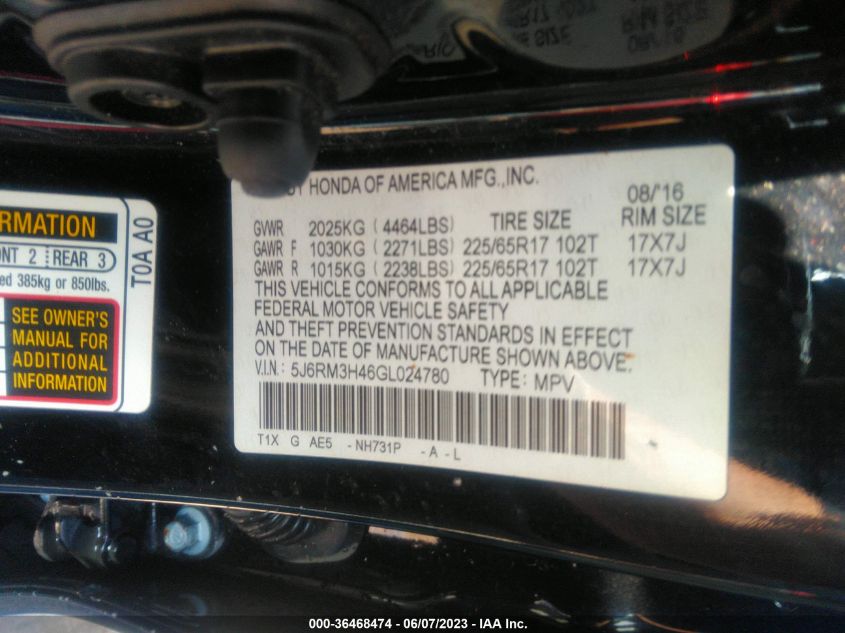 HONDA OF AMERICA MFG.,INC.
08/'16
GVWR 2025KG (4464LBS) TIRE SIZE RIM SIZE
GAWR F 1030KG (2271LBS) 225/65R17 102T 17X7J
GAWR R 1015KG (2238LBS) 225/65R17 102T 17X7J
THIS VEHICLE CONFORMS TO ALL APPLICABLE
FEDERAL MOTOR VEHICLE SAFETY
AND THEFT PREVENTION STANDARDS IN EFFECT
ON THE DATE OF MANUFACTURE SHOWN ABOVE.
V.I.N.: 5J6RM3H46GL024780 TYPE: MPV
T1X G AE5 -NH731P -A-L
2 REAR 3
385kg or 850lbs.
SEE OWNER'S
MANUAL FOR
ADDITIONAL
INFORMATION
T0A A0
000-36468474 - 06/07/2023 - © IAA Inc.